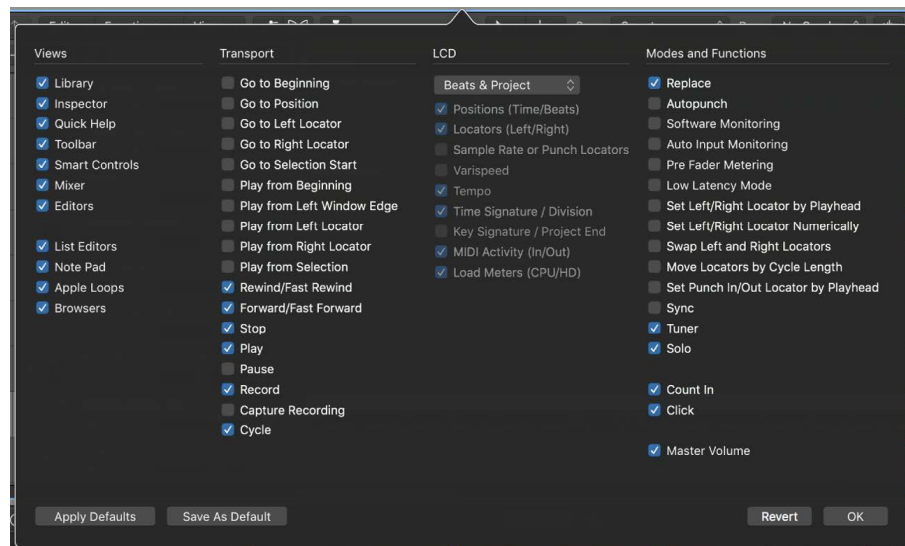 Views
Library
Inspector
Quick Help
Toolbar
Smart Controls
Mixer
Editors
List Editors
Note Pad
Apple Loops
Browsers
Transport
Go to Beginning
Go to Position
Go to Left Locator
Go to Right Locator
Go to Selection Start
Play from Beginning
Play from Left Window Edge
Play from Left Locator
Play from Right Locator
Play from Selection
Rewind/Fast Rewind
Forward/Fast Forward
Stop
Play
Pause
Record
Capture Recording
Cycle
LCD
Beats & Project
Positions (Time/Beats)
Locators (Left/Right)
Sample Rate or Punch Locators
Varispeed
Tempo
Time Signature / Division
Key Signature / Project End
MIDI Activity (In/Out)
Load Meters (CPU/HD)
Modes and Functions
Replace
Autopunch
Software Monitoring
Auto Input Monitoring
Pre Fader Metering
Low Latency Mode
Set Left/Right Locator by Playhead
Set Left/Right Locator Numerically
Swap Left and Right Locators
Move Locators by Cycle Length
Set Punch In/Out Locator by Playhead
Sync
Tuner
Solo
Count In
Click
Master Volume
Apply Defaults
Save As Default
Revert
OK